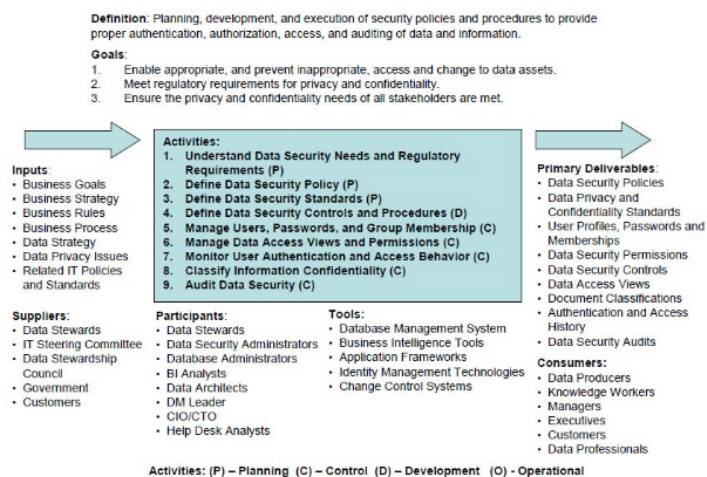 Definition: Planning, development, and execution of security policies and procedures to provide
proper authentication, authorization, access, and auditing of data and information.
Goals:
1. Enable appropriate, and prevent inappropriate, access and change to data assets.
2. Meet regulatory requirements for privacy and confidentiality.
3. Ensure the privacy and confidentiality needs of all stakeholders are met.
Inputs:
• Business Goals
• Business Strategy
• Business Rules
• Business Process
• Data Strategy
• Data Privacy Issues
• Related IT Policies
and Standards
Activities:
1. Understand Data Security Needs and Regulatory
Requirements (P)
2. Define Data Security Policy (P)
3. Define Data Security Standards (P)
4. Define Data Security Controls and Procedures (D)
5. Manage Users, Passwords, and Group Membership (C)
6. Manage Data Access Views and Permissions (C)
7. Monitor User Authentication and Access Behavior (C)
8. Classify Information Confidentiality (C)
9. Audit Data Security (C)
Primary Deliverables:
• Data Security Policies
• Data Privacy and
Confidentiality Standards
• User Profiles, Passwords and
Memberships
• Data Security Permissions
• Data Security Controls
• Data Access Views
• Document Classifications
• Authentication and Access
History
• Data Security Audits
Suppliers:
• Data Stewards
• IT Steering Committee
• Data Stewardship
Council
• Government
• Customers
Participants:
• Data Stewards
• Data Security Administrators
• Database Administrators
• BI Analysts
• Data Architects
• DM Leader
• CIO/CTO
• Help Desk Analysts
Tools:
• Database Management System
• Business Intelligence Tools
• Application Frameworks
• Identity Management Technologies
• Change Control Systems
Consumers:
• Data Producers
• Knowledge Workers
• Managers
• Executives
• Customers
• Data Professionals
Activities: (P) – Planning (C) – Control (D) – Development (O) - Operational